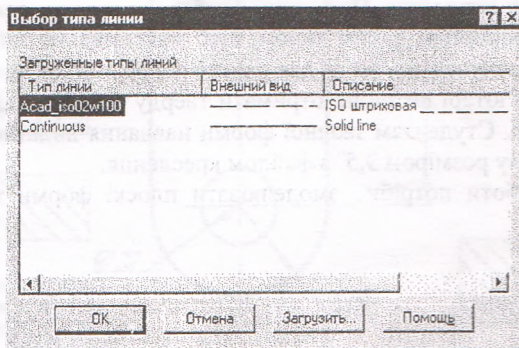 Выбор типа линии
Загруженные типы линий
Тип линии Внешний вид Описание
Acad_iso02w100 ISO штриховая
Continuous Solid line
OK Отмена Загрузить... Помощь